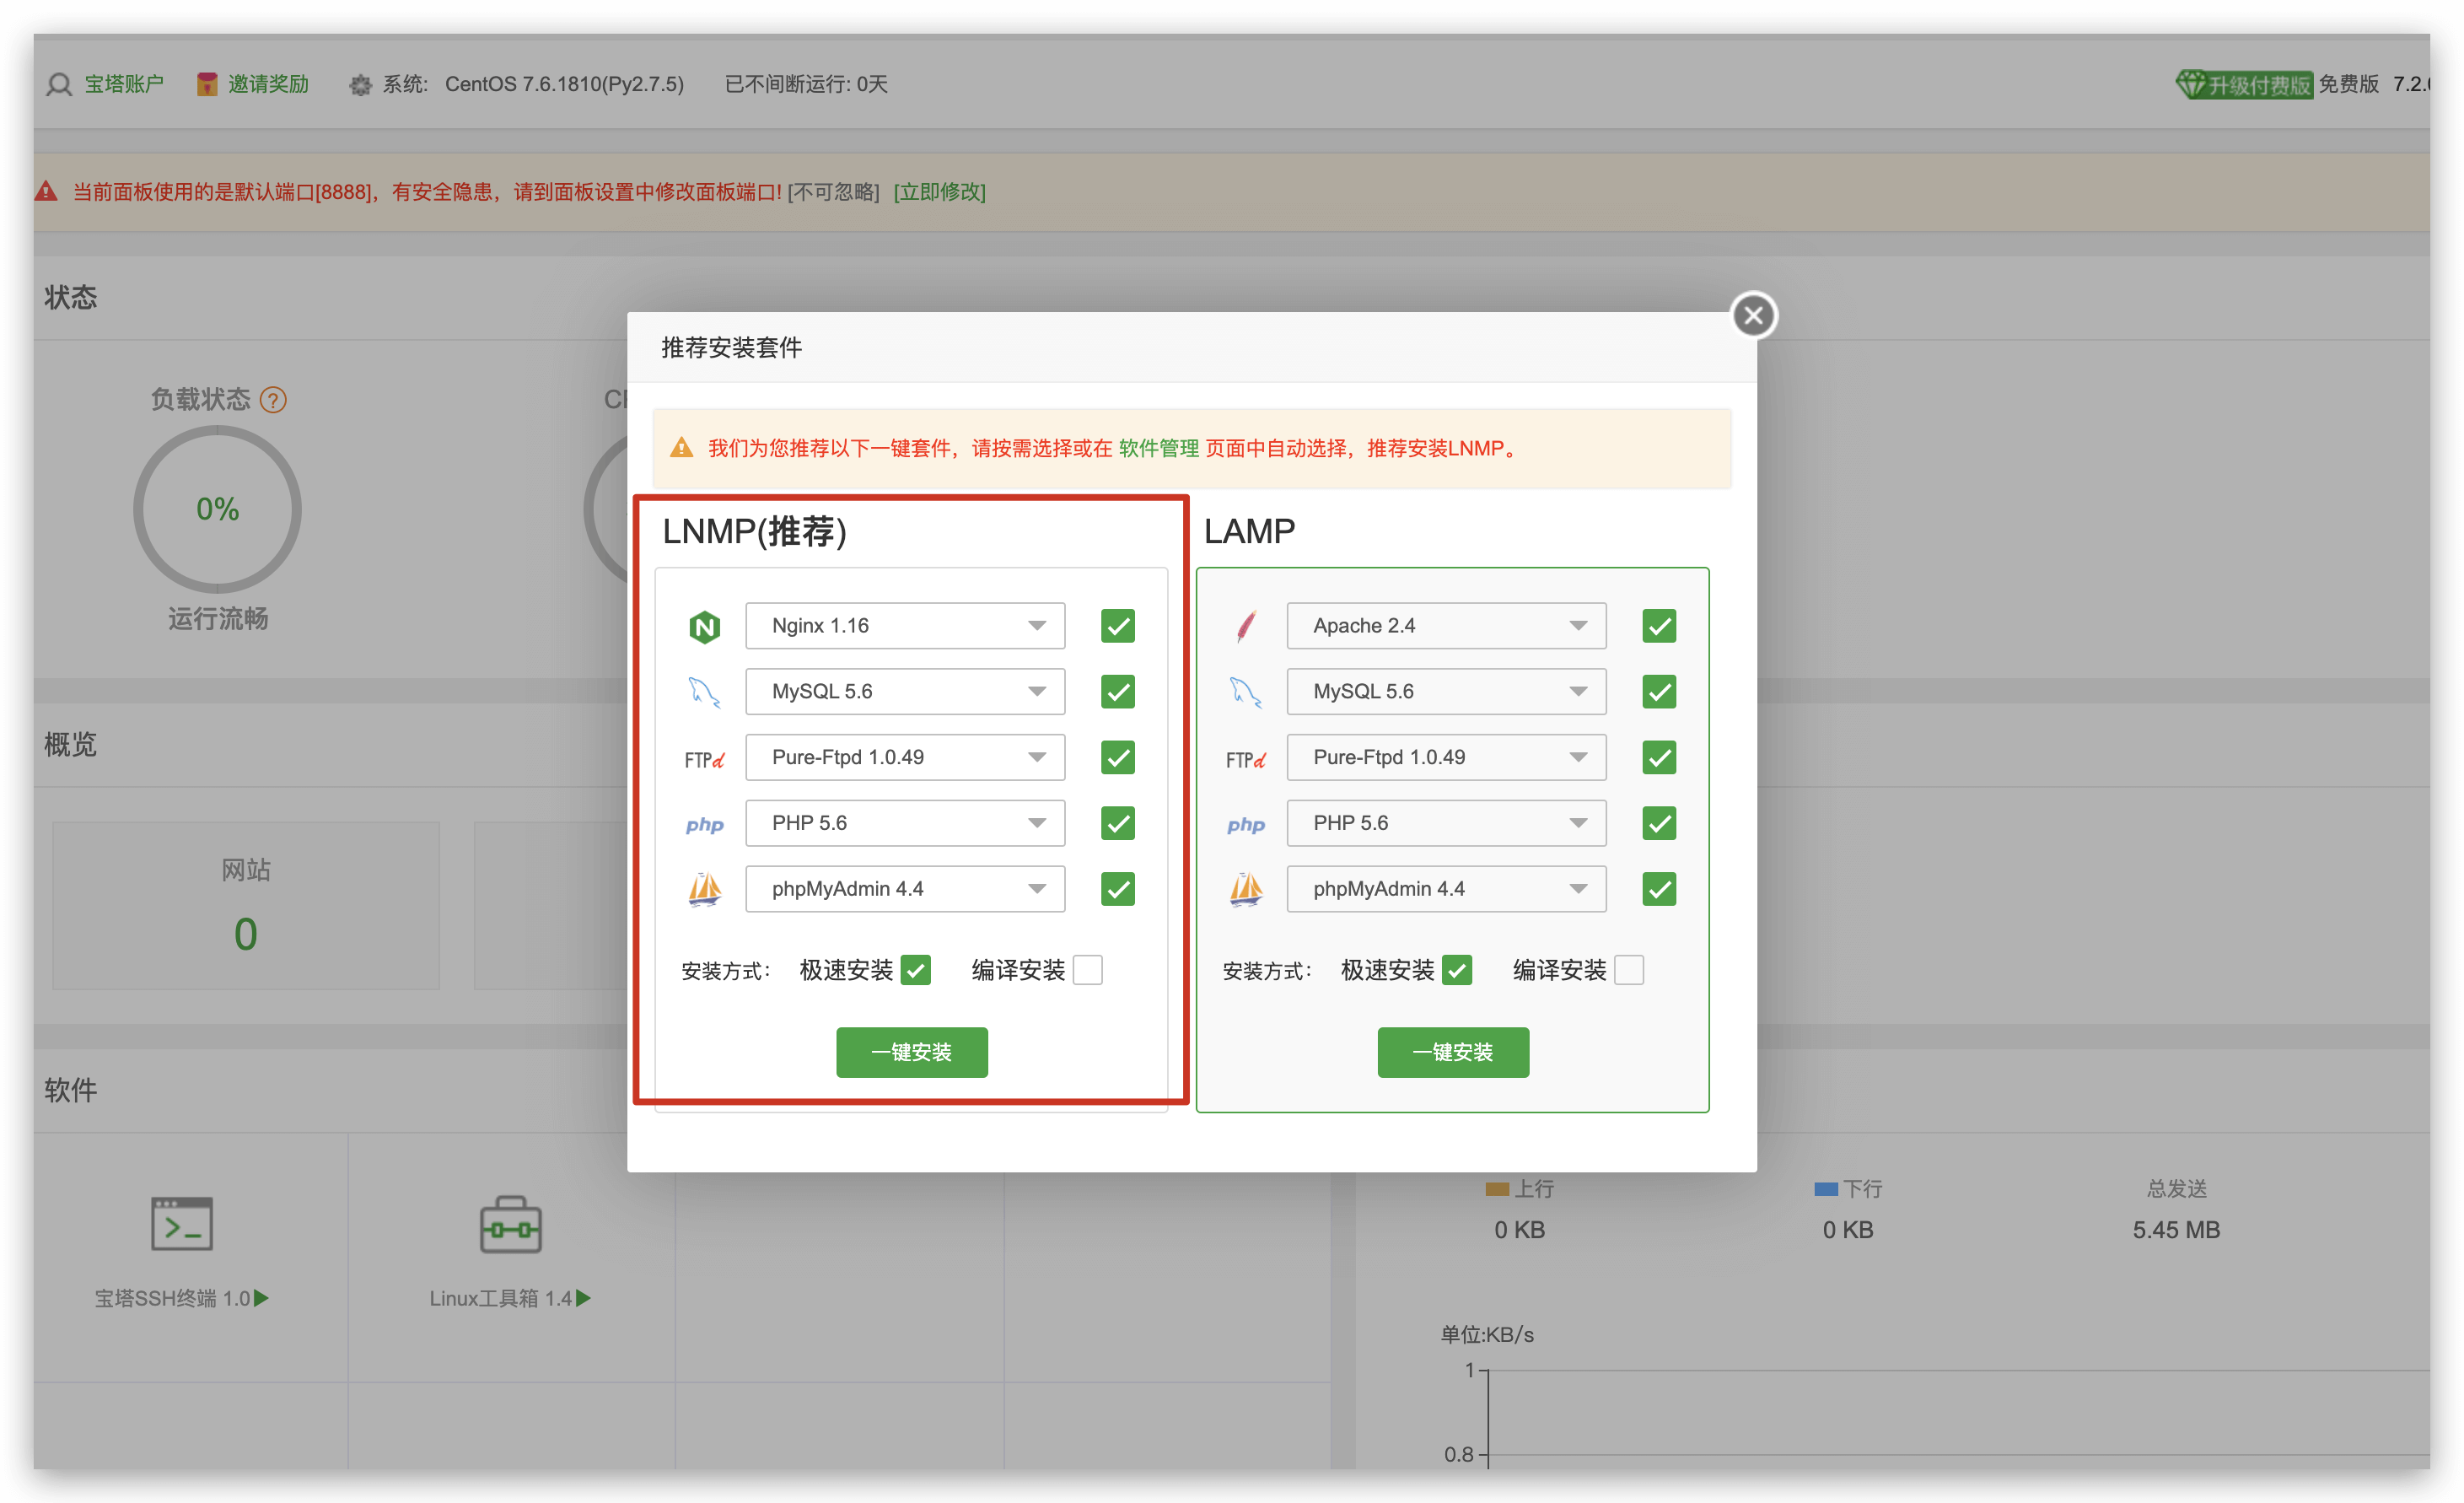 宝塔账户 邀请奖励 系统: CentOS 7.6.1810(Py2.7.5) 已不间断运行: 0天 升级付费版 免费版 7.2.
当前面板使用的是默认端口[8888]，有安全隐患，请到面板设置中修改面板端口! [不可忽略] [立即修改]
状态
负载状态 ?
0%
运行流畅
推荐安装套件
我们为您推荐以下一键套件，请按需选择或在 软件管理 页面中自动选择，推荐安装LNMP。
LNMP(推荐)
Nginx 1.16
MySQL 5.6
FTPd Pure-Ftpd 1.0.49
php PHP 5.6
phpMyAdmin 4.4
安装方式： 极速安装 编译安装
一键安装
LAMP
Apache 2.4
MySQL 5.6
FTPd Pure-Ftpd 1.0.49
php PHP 5.6
phpMyAdmin 4.4
安装方式： 极速安装 编译安装
一键安装
概览
网站
0
软件
宝塔SSH终端 1.0
Linux工具箱 1.4
上行 下行 总发送
0 KB 0 KB 5.45 MB
单位:KB/s
1
0.8